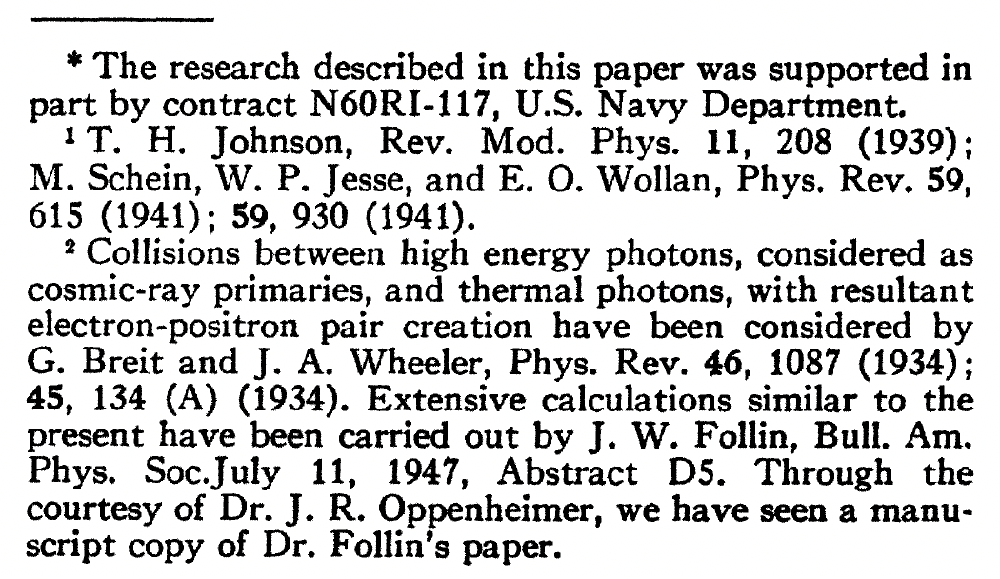 * The research described in this paper was supported in
part by contract N60RI-117, U.S. Navy Department.
¹ T. H. Johnson, Rev. Mod. Phys. 11, 208 (1939);
M. Schein, W. P. Jesse, and E. O. Wollan, Phys. Rev. 59,
615 (1941); 59, 930 (1941).
² Collisions between high energy photons, considered as
cosmic-ray primaries, and thermal photons, with resultant
electron-positron pair creation have been considered by
G. Breit and J. A. Wheeler, Phys. Rev. 46, 1087 (1934);
45, 134 (A) (1934). Extensive calculations similar to the
present have been carried out by J. W. Follin, Bull. Am.
Phys. Soc.July 11, 1947, Abstract D5. Through the
courtesy of Dr. J. R. Oppenheimer, we have seen a manu-
script copy of Dr. Follin's paper.